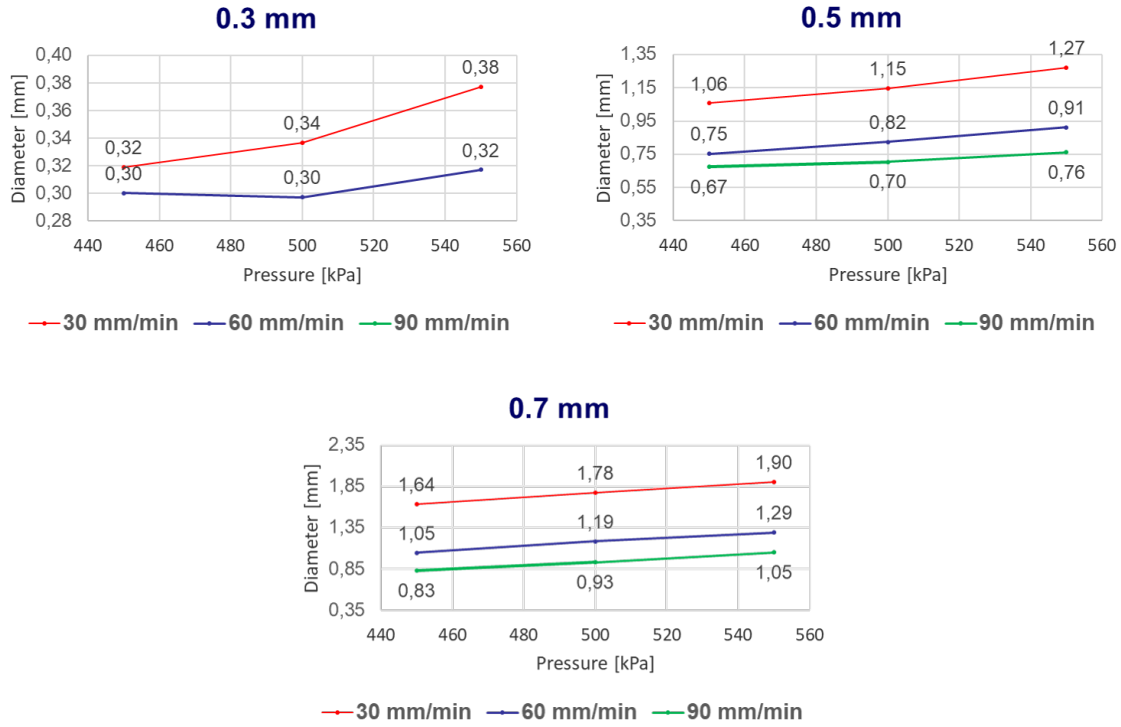 0.3 mm
0,40
0,38
0,36
0,34
0,32
0,30
0,28
Diameter [mm]
0,32
0,34
0,38
0,30
0,30
0,32
440 460 480 500 520 540 560
Pressure [kPa]
30 mm/min 60 mm/min 90 mm/min
0.5 mm
1,35
1,15
0,95
0,75
0,55
0,35
Diameter [mm]
1,06
1,15
1,27
0,75
0,82
0,91
0,67
0,70
0,76
440 460 480 500 520 540 560
Pressure [kPa]
30 mm/min 60 mm/min 90 mm/min
0.7 mm
2,35
1,85
1,35
0,85
0,35
Diameter [mm]
1,64
1,78
1,90
1,05
1,19
1,29
0,83
0,93
1,05
440 460 480 500 520 540 560
Pressure [kPa]
30 mm/min 60 mm/min 90 mm/min